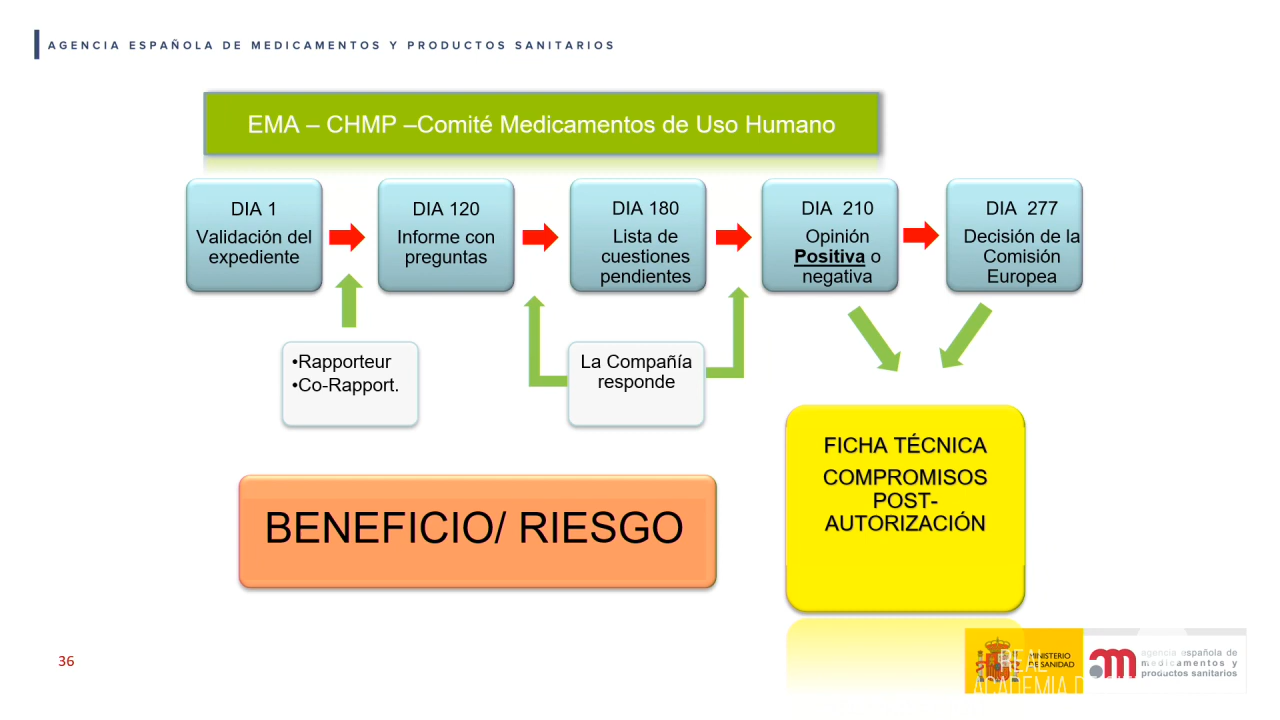 AGENCIA ESPAÑOLA DE MEDICAMENTOS Y PRODUCTOS SANITARIOS
EMA – CHMP –Comité Medicamentos de Uso Humano
DIA 1
Validación del
expediente
DIA 120
Informe con
preguntas
DIA 180
Lista de
cuestiones
pendientes
DIA 210
Opinión
Positiva o
negativa
DIA 277
Decisión de la
Comisión
Europea
•Rapporteur
•Co-Rapport.
La Compañía
responde
FICHA TÉCNICA
COMPROMISOS
POST-
AUTORIZACIÓN
BENEFICIO/ RIESGO
36
MINISTERIO
DE SANIDAD
agencia española de
medicamentos y
productos sanitarios
REAL
ACADEMIA